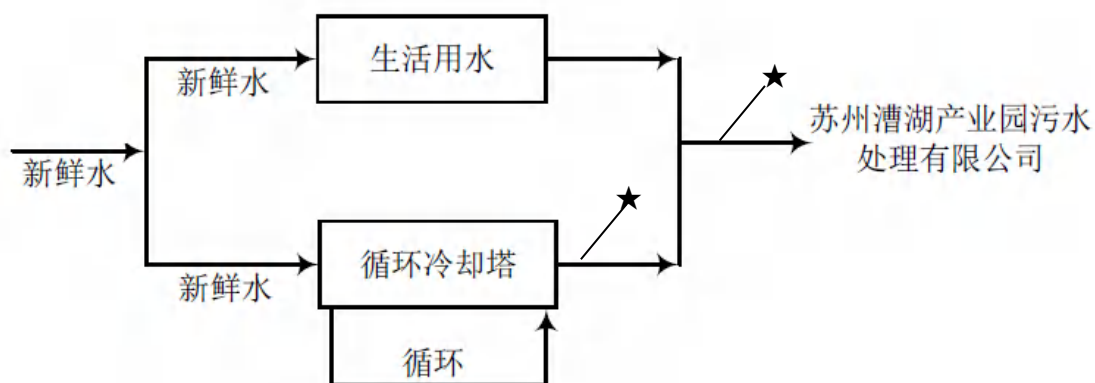 生活用水
新鲜水
苏州漕湖产业园污水
处理有限公司
新鲜水
循环冷却塔
新鲜水
循环